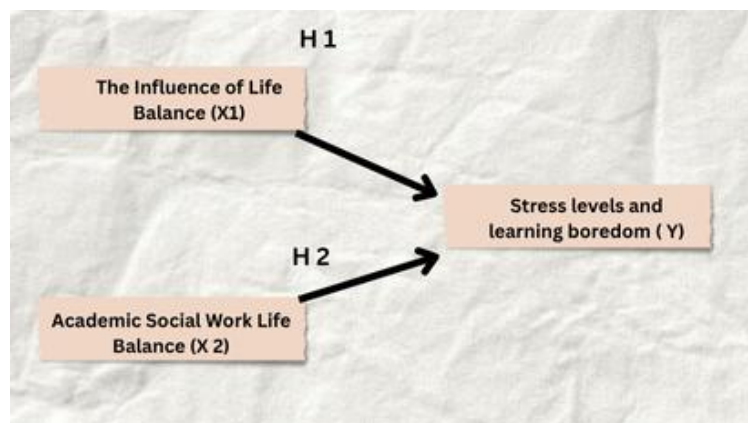 H 1
The Influence of Life
Balance (X1)
Stress levels and
learning boredom ( Y)
H 2
Academic Social Work Life
Balance (X 2)